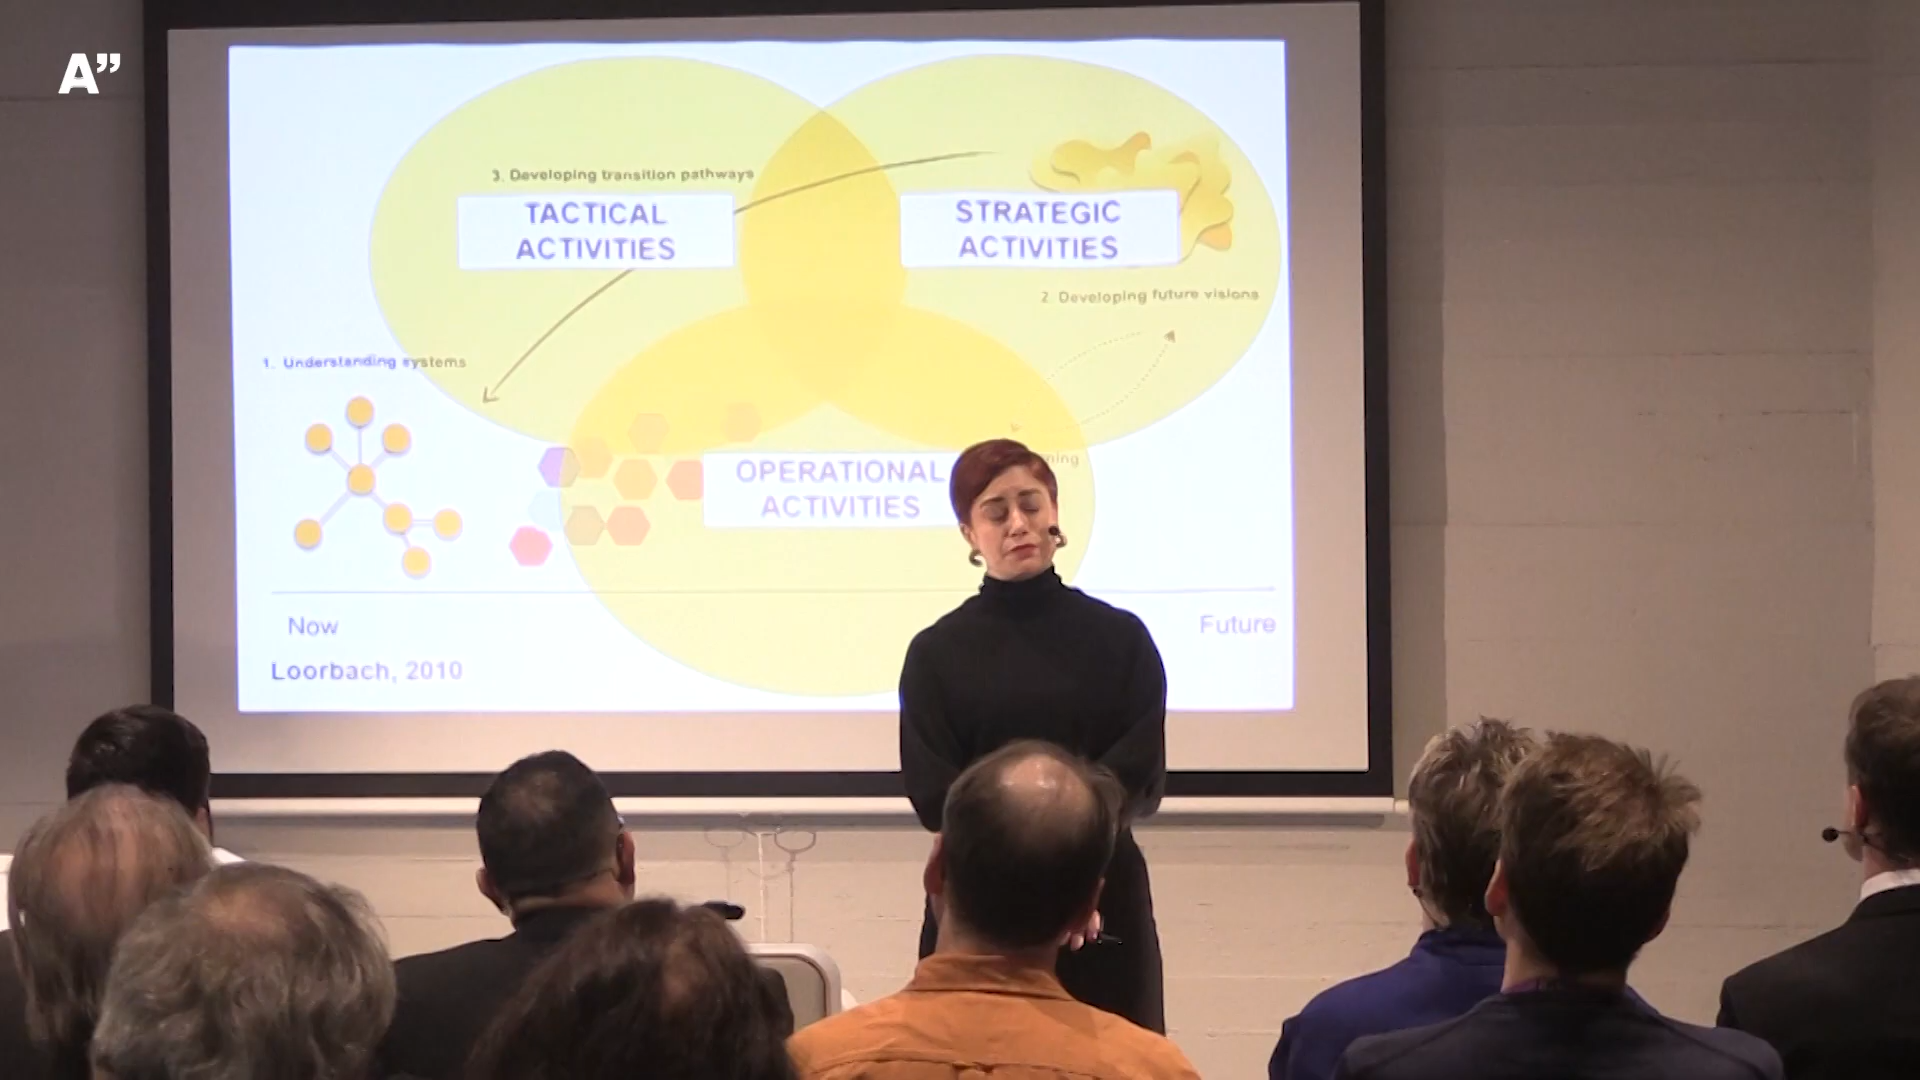 A”
3. Developing transition pathways
TACTICAL
ACTIVITIES
STRATEGIC
ACTIVITIES
2. Developing future visions
1. Understanding systems
OPERATIONAL
ACTIVITIES
Now
Future
Loorbach, 2010